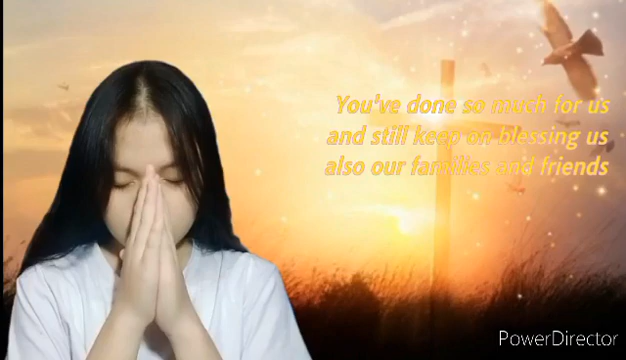 You've done so much for us
and still keep on blessing us
also our families and friends
PowerDirector